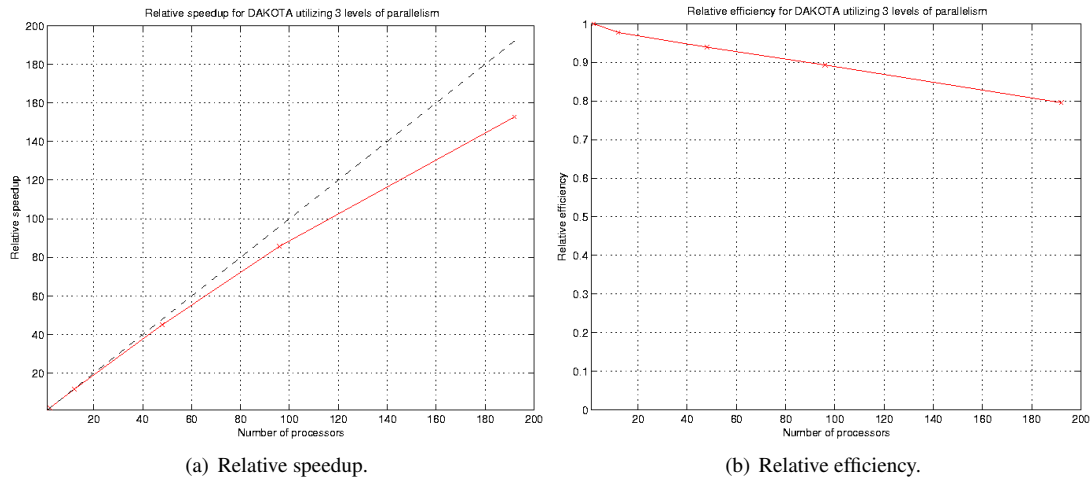 Relative speedup for DAKOTA utilizing 3 levels of parallelism
200
180
160
140
120
100
80
60
40
20
Relative speedup
20 40 60 80 100 120 140 160 180 200
Number of processors
(a) Relative speedup.
Relative efficiency for DAKOTA utilizing 3 levels of parallelism
1
0.9
0.8
0.7
0.6
0.5
0.4
0.3
0.2
0.1
0
Relative efficiency
20 40 60 80 100 120 140 160 180 200
Number of processors
(b) Relative efficiency.